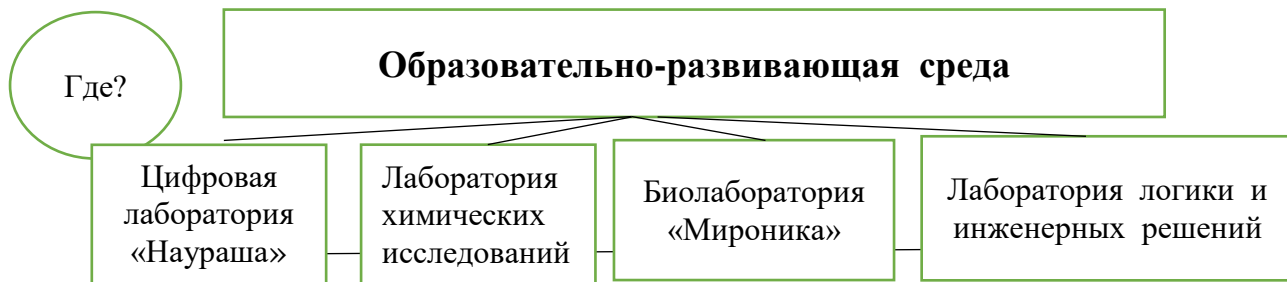 Где?
Образовательно-развивающая среда
Цифровая
лаборатория
«Наураша»
Лаборатория
химических
исследований
Биолаборатория
«Мироника»
Лаборатория логики и
инженерных решений